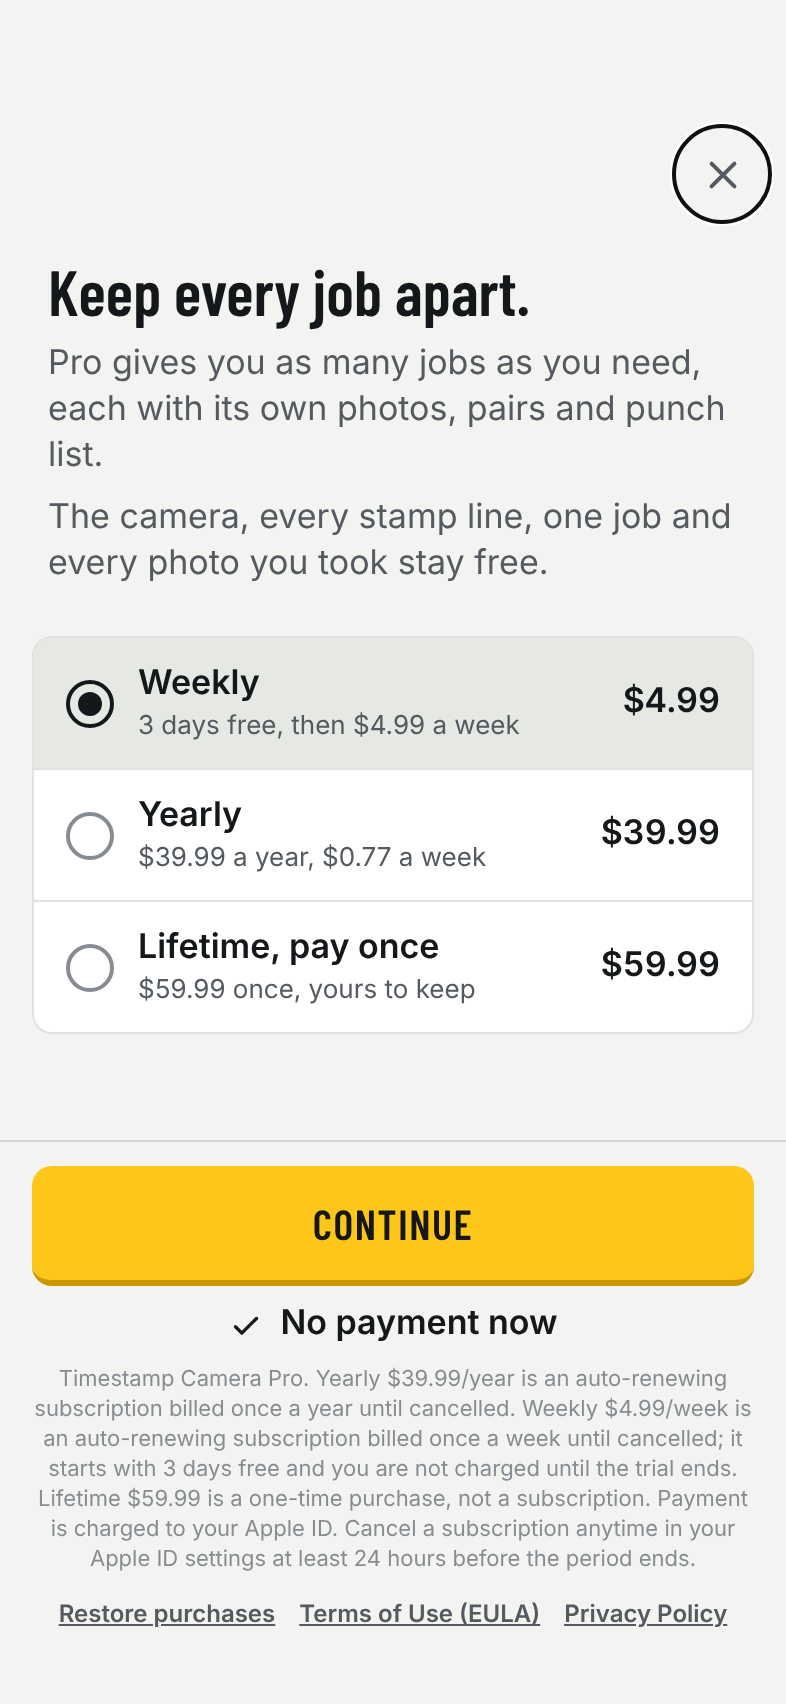 Keep every job apart.
Pro gives you as many jobs as you need,
each with its own photos, pairs and punch
list.
The camera, every stamp line, one job and
every photo you took stay free.
Weekly
3 days free, then $4.99 a week
$4.99
Yearly
$39.99 a year, $0.77 a week
$39.99
Lifetime, pay once
$59.99 once, yours to keep
$59.99
CONTINUE
No payment now
Timestamp Camera Pro. Yearly $39.99/year is an auto-renewing
subscription billed once a year until cancelled. Weekly $4.99/week is
an auto-renewing subscription billed once a week until cancelled; it
starts with 3 days free and you are not charged until the trial ends.
Lifetime $59.99 is a one-time purchase, not a subscription. Payment
is charged to your Apple ID. Cancel a subscription anytime in your
Apple ID settings at least 24 hours before the period ends.
Restore purchases Terms of Use (EULA) Privacy Policy